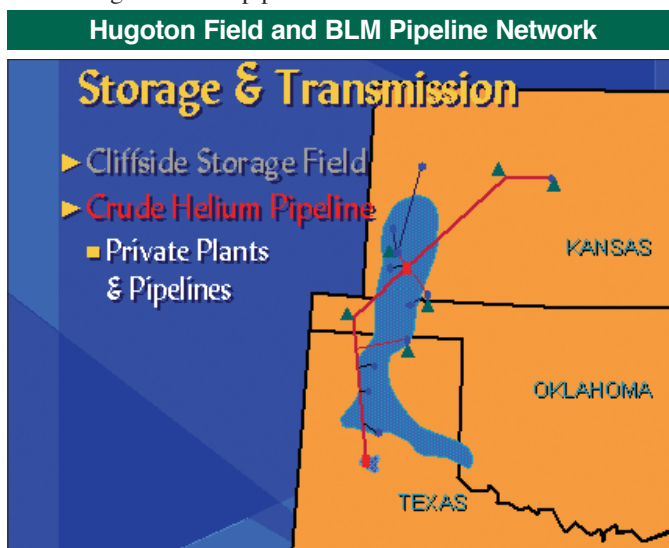 Hugoton Field and BLM Pipeline Network
Storage & Transmission
Cliffside Storage Field
Crude Helium Pipeline
Private Plants
& Pipelines
KANSAS
OKLAHOMA
TEXAS